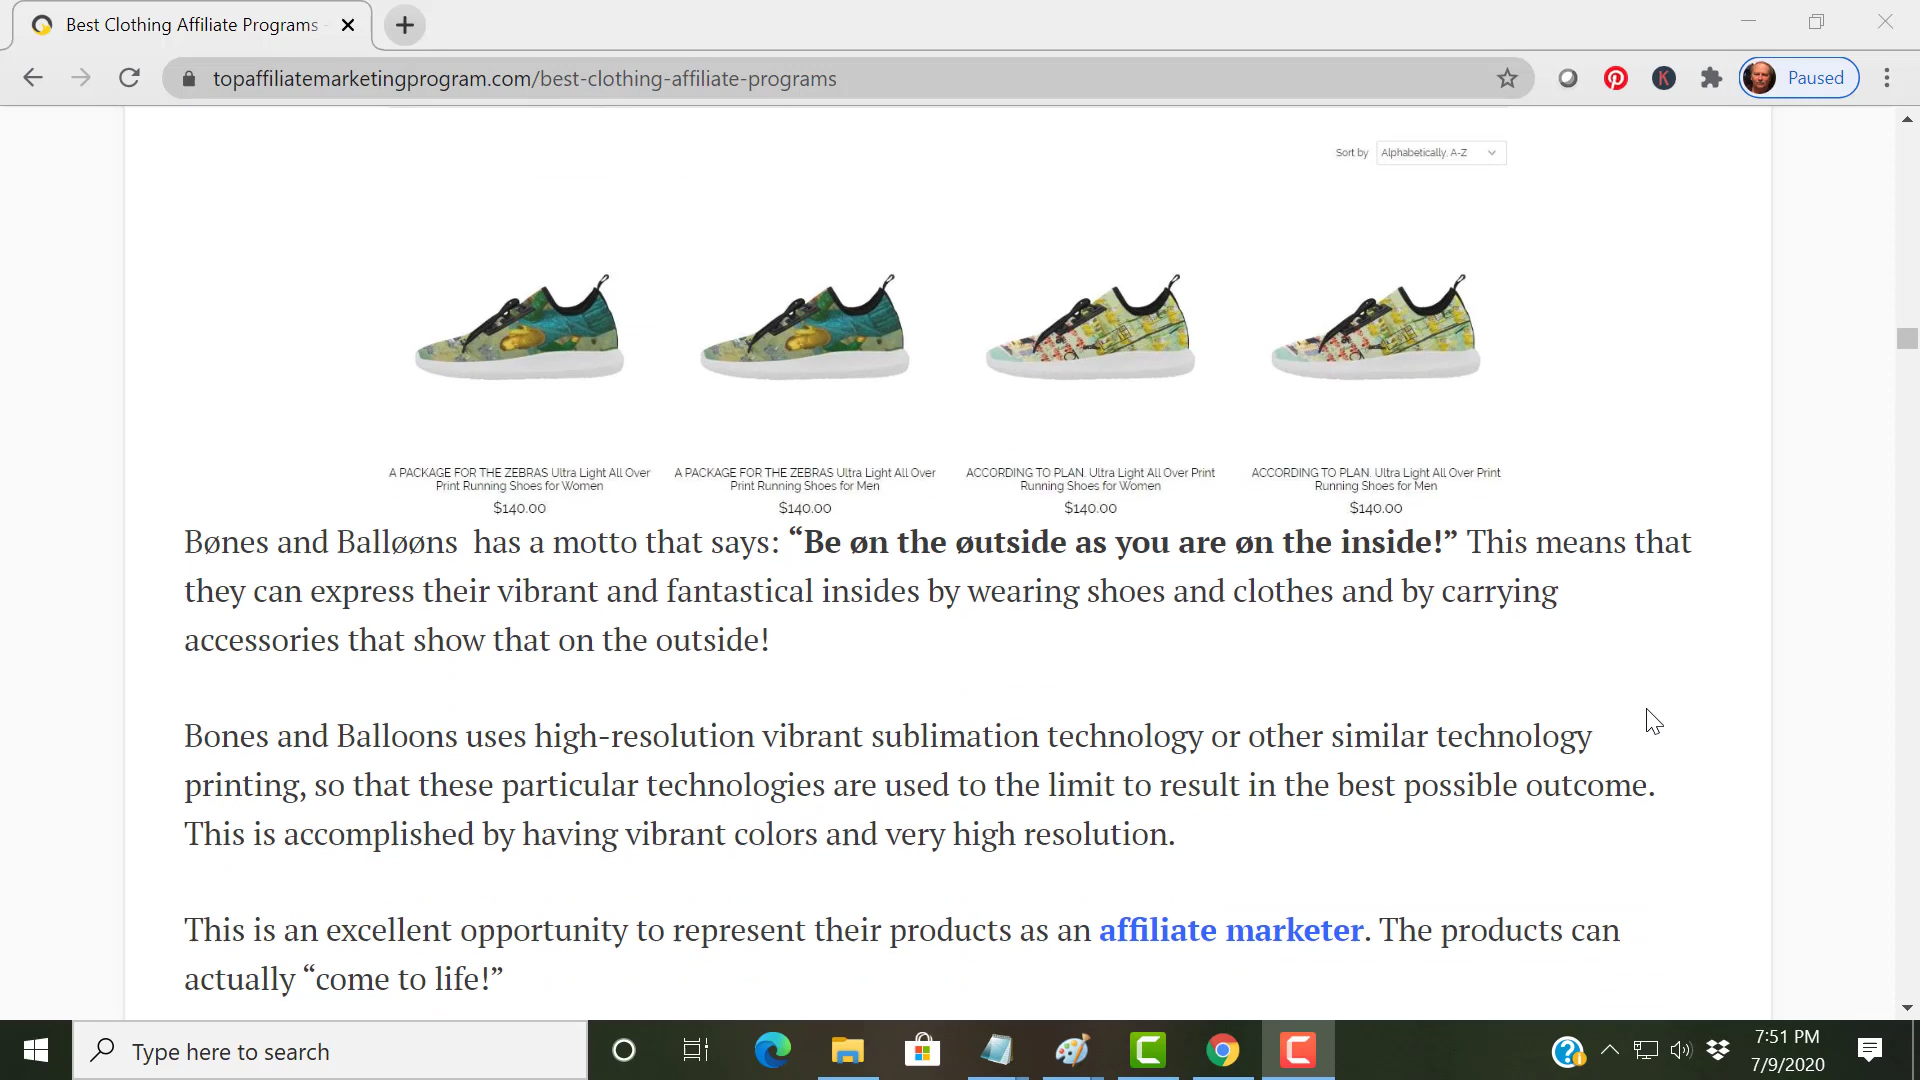 Best Clothing Affiliate Programs -
topaffiliatemarketingprogram.com/best-clothing-affiliate-programs
K
Paused
Sort by Alphabetically, A-Z
A PACKAGE FOR THE ZEBRAS Ultra Light All Over
Print Running Shoes for Women
$140.00
A PACKAGE FOR THE ZEBRAS Ultra Light All Over
Print Running Shoes for Men
$140.00
ACCORDING TO PLAN. Ultra Light All Over Print
Running Shoes for Women
$140.00
ACCORDING TO PLAN. Ultra Light All Over Print
Running Shoes for Men
$140.00
Bønes and Balløøns has a motto that says: “Be øn the øutside as you are øn the inside!” This means that
they can express their vibrant and fantastical insides by wearing shoes and clothes and by carrying
accessories that show that on the outside!
Bones and Balloons uses high-resolution vibrant sublimation technology or other similar technology
printing, so that these particular technologies are used to the limit to result in the best possible outcome.
This is accomplished by having vibrant colors and very high resolution.
This is an excellent opportunity to represent their products as an affiliate marketer. The products can
actually “come to life!”
Type here to search
7:51 PM
7/9/2020